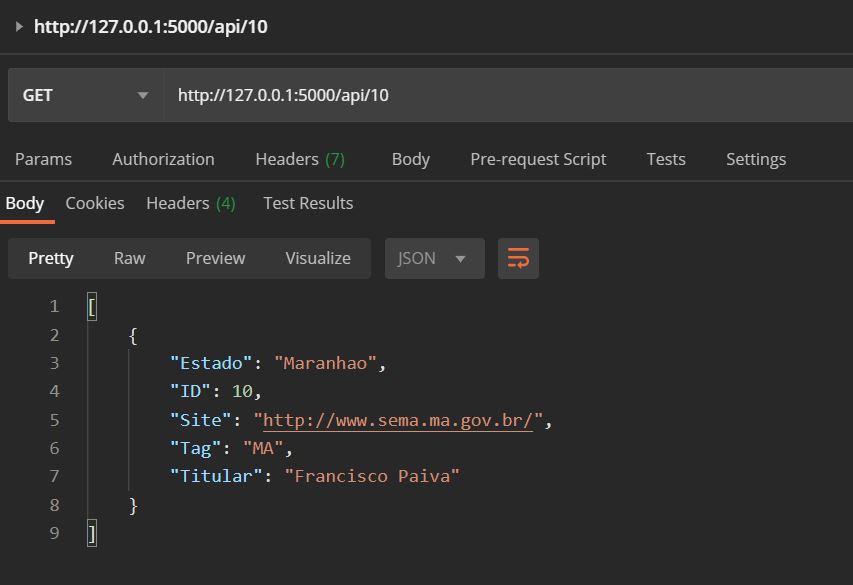 http://127.0.0.1:5000/api/10
GET http://127.0.0.1:5000/api/10
Params Authorization Headers (7) Body Pre-request Script Tests Settings
Body Cookies Headers (4) Test Results
Pretty Raw Preview Visualize JSON
1 [
2 {
3 "Estado": "Maranhao",
4 "ID": 10,
5 "Site": "http://www.sema.ma.gov.br/",
6 "Tag": "MA",
7 "Titular": "Francisco Paiva"
8 }
9 ]